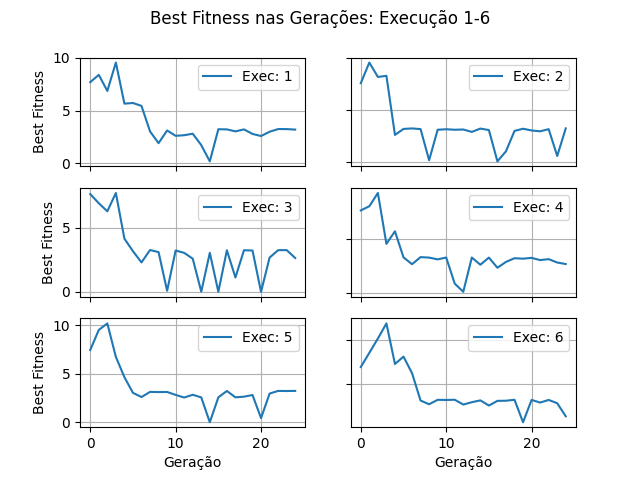 Best Fitness nas Gerações: Execução 1-6
10
5
0
Best Fitness
Exec: 1
Exec: 2
5
0
Best Fitness
Exec: 3
Exec: 4
10
5
0
Best Fitness
Exec: 5
Exec: 6
0 10 20
Geração
0 10 20
Geração